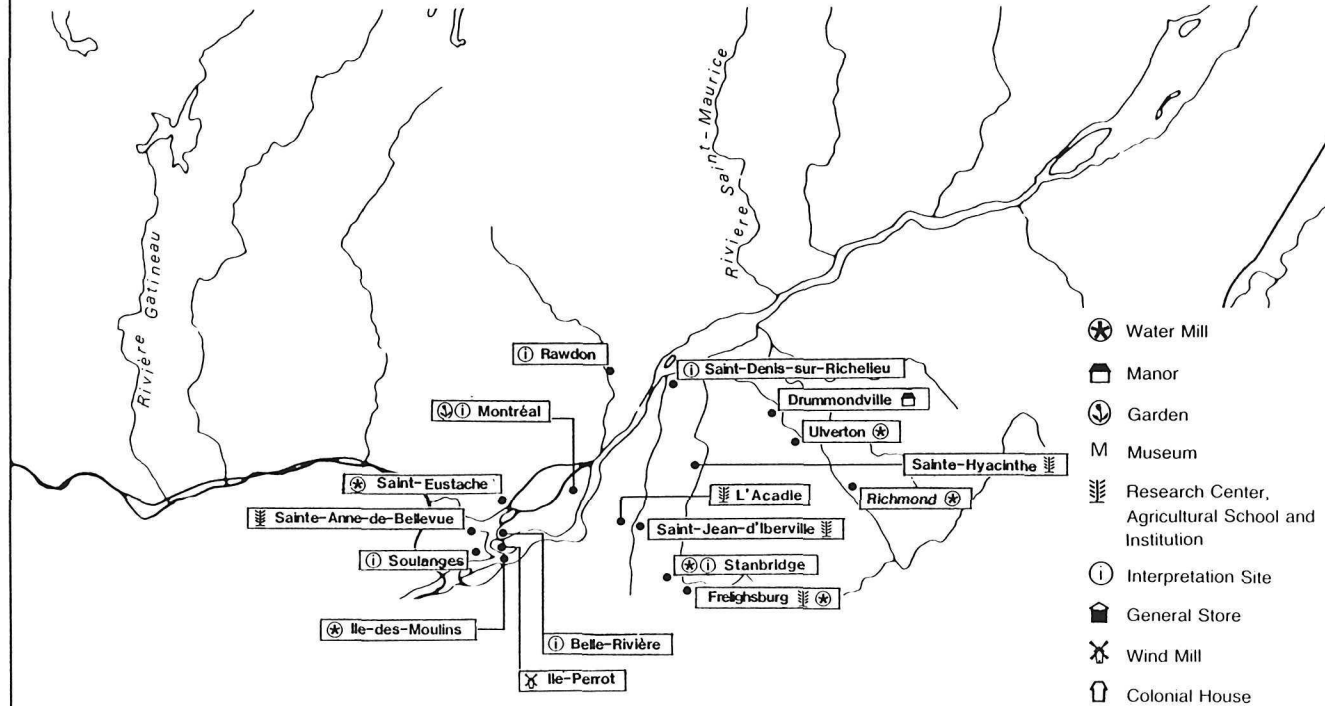 Rivière Gatineau
Rivière Saint-Maurice
ⓘ Rawdon
ⓘ Montréal
Saint-Eustache
Sainte-Anne-de-Bellevue
ⓘ Soulanges
Ile-des-Moulins
ⓘ Belle-Rivière
Ile-Perrot
ⓘ Saint-Denis-sur-Richelieu
Drummondville
Ulverton
Sainte-Hyacinthe
Richmond
L'Acadie
Saint-Jean-d'Iberville
ⓘ Stanbridge
Frelighsburg
Water Mill
Manor
Garden
M Museum
Research Center,
Agricultural School and
Institution
ⓘ Interpretation Site
General Store
Wind Mill
Colonial House